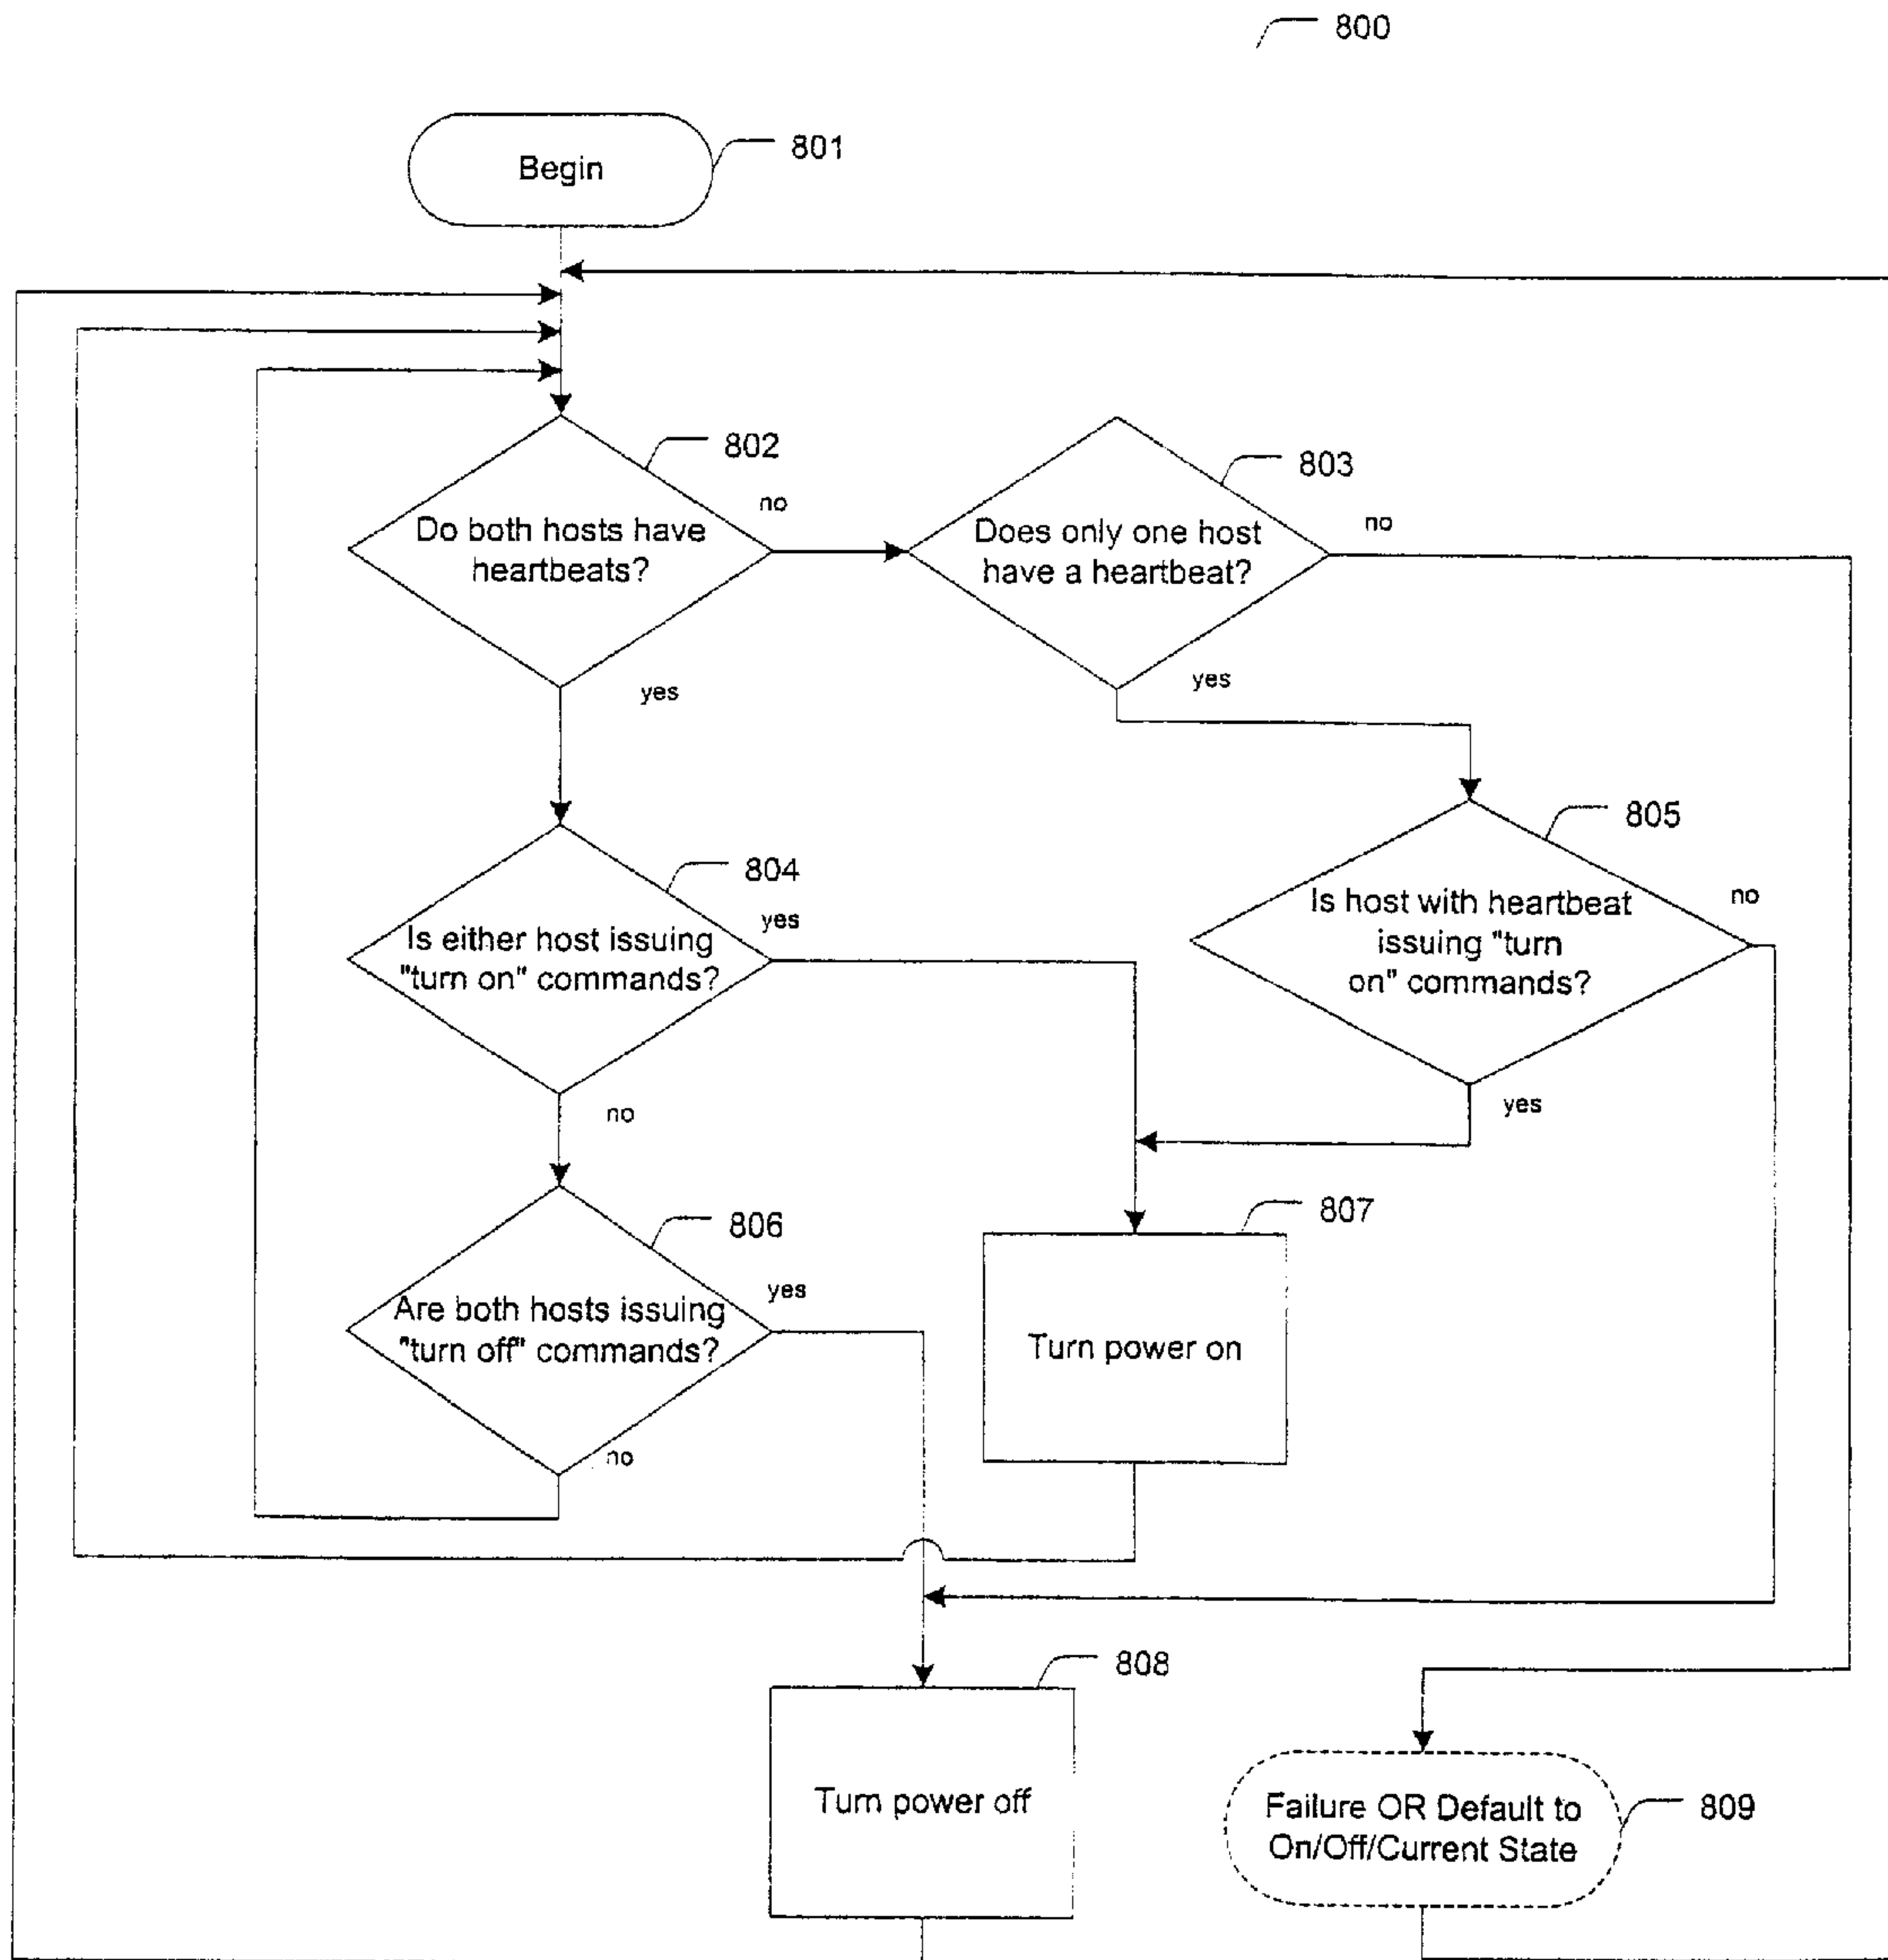 800
Begin
801
802
803
no
no
Do both hosts have
heartbeats?
Does only one host
have a heartbeat?
yes
yes
804
805
yes
no
Is either host issuing
"turn on" commands?
Is host with heartbeat
issuing "turn
on" commands?
no
yes
806
807
yes
Are both hosts issuing
"turn off" commands?
Turn power on
no
808
Turn power off
Failure OR Default to
On/Off/Current State
809